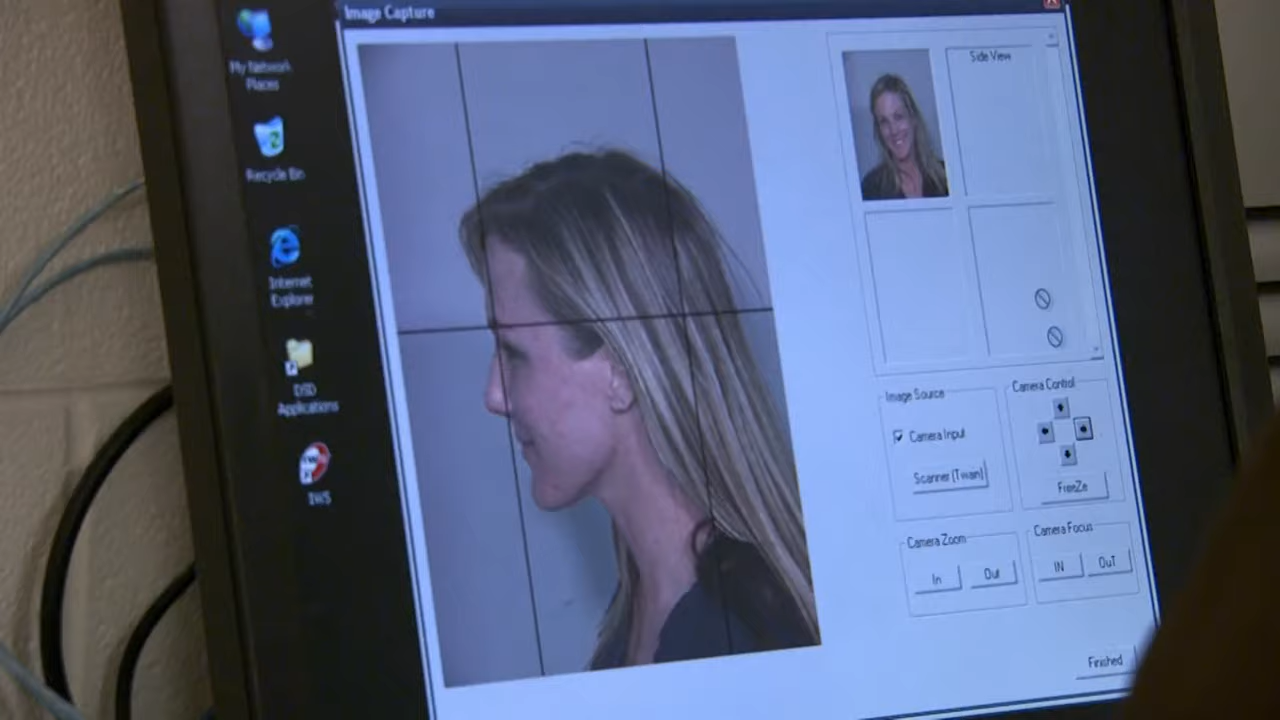 Image Capture
My Network
Places
Recycle Bin
Internet
Explorer
DSD
Applications
IWS
Side View
Image Source
Camera Input
Scanner (Twain)
Camera Control
FreeZe
Camera Zoom
In
Out
Camera Focus
IN
OuT
Finished